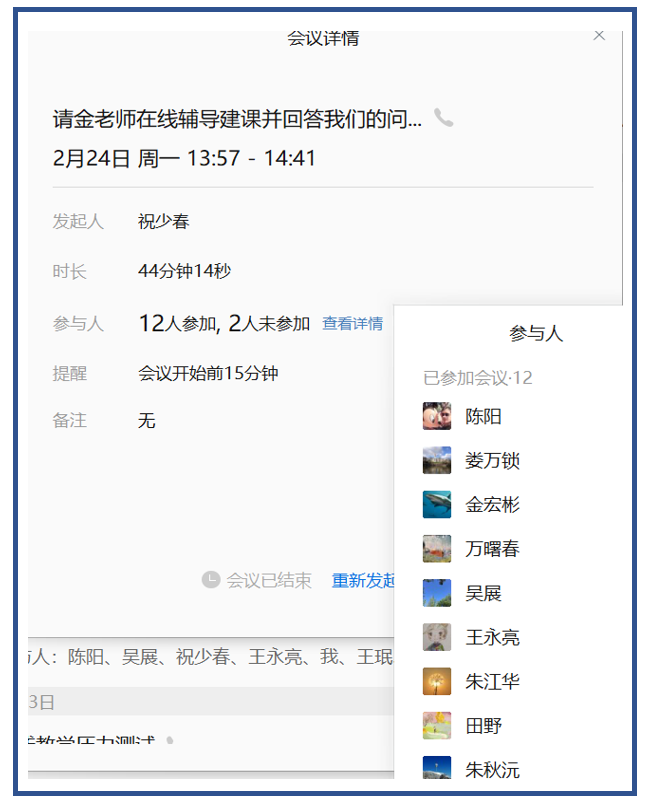 会议详情
请金老师在线辅导建课并回答我们的问...
2月24日 周一 13:57 - 14:41
发起人 祝少春
时长 44分钟14秒
参与人 12人参加, 2人未参加 查看详情
提醒 会议开始前15分钟
备注 无
会议已结束 重新发起
参与人
已参加会议·12
陈阳
娄万锁
金宏彬
万曙春
吴展
王永亮
朱江华
田野
朱秋沅
人：陈阳、吴展、祝少春、王永亮、我、王珉
3日
教学压力测试